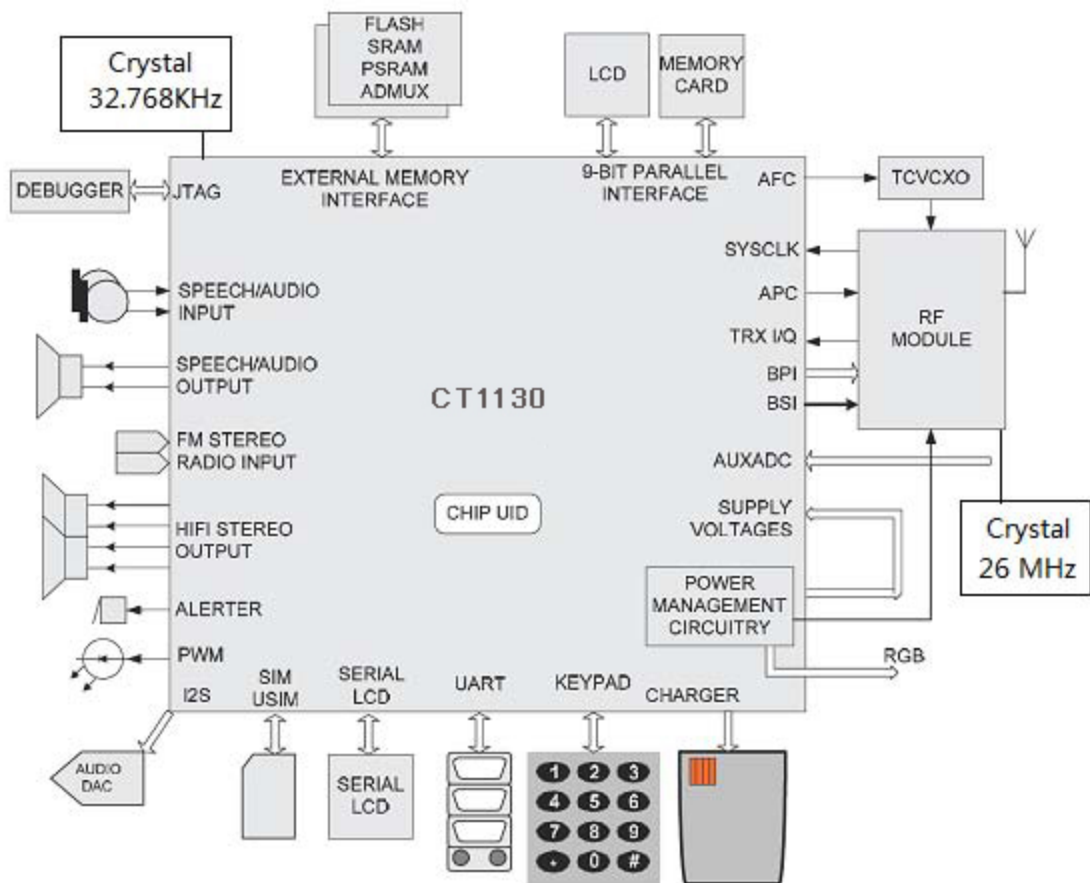 FLASH
SRAM
PSRAM
ADMUX
Crystal
32.768KHz
LCD
MEMORY
CARD
DEBUGGER
JTAG
EXTERNAL MEMORY
INTERFACE
9-BIT PARALLEL
INTERFACE
AFC
TCVCXO
SYSCLK
SPEECH/AUDIO
INPUT
APC
RF
MODULE
TRX I/Q
SPEECH/AUDIO
OUTPUT
BPI
BSI
CT1130
FM STEREO
RADIO INPUT
AUXADC
CHIP UID
SUPPLY
VOLTAGES
HIFI STEREO
OUTPUT
Crystal
26 MHz
POWER
MANAGEMENT
CIRCUITRY
ALERTER
PWM
RGB
I2S
SIM
USIM
SERIAL
LCD
UART
KEYPAD
CHARGER
AUDIO
DAC
SERIAL
LCD
1 2 3
4 5 6
7 8 9
0 #